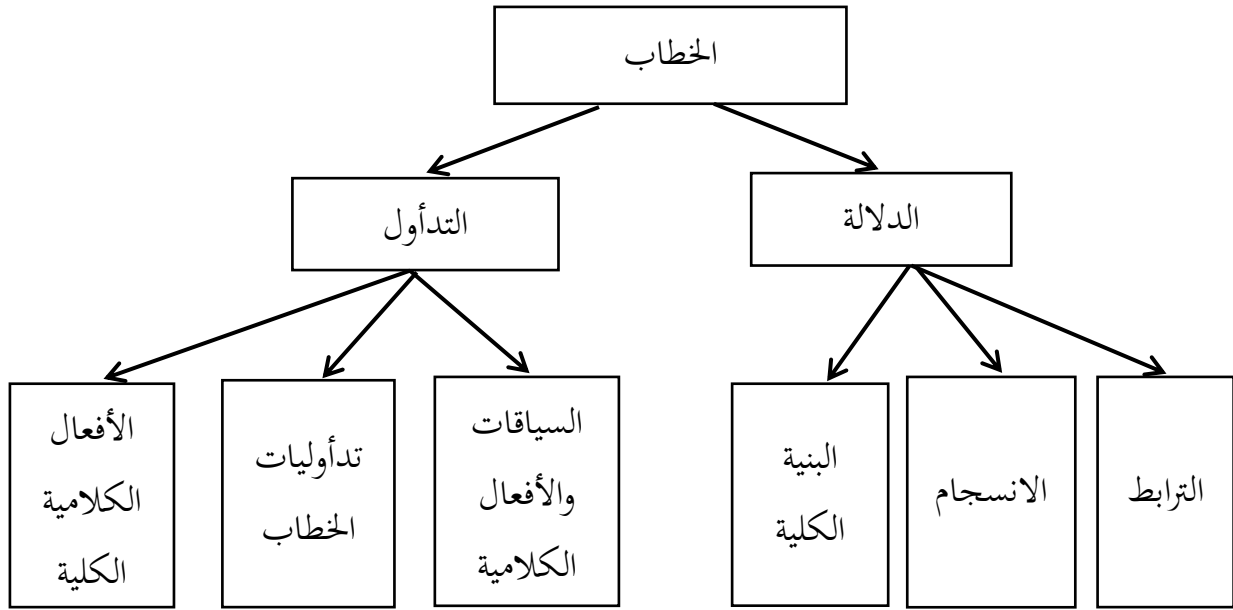 الخطاب
الدلالة
التدأول
الترابط
الانسجام
البنية
الكلية
السياقات
والأفعال
الكلامية
تدأوليات
الخطاب
الأفعال
الكلامية
الكلية